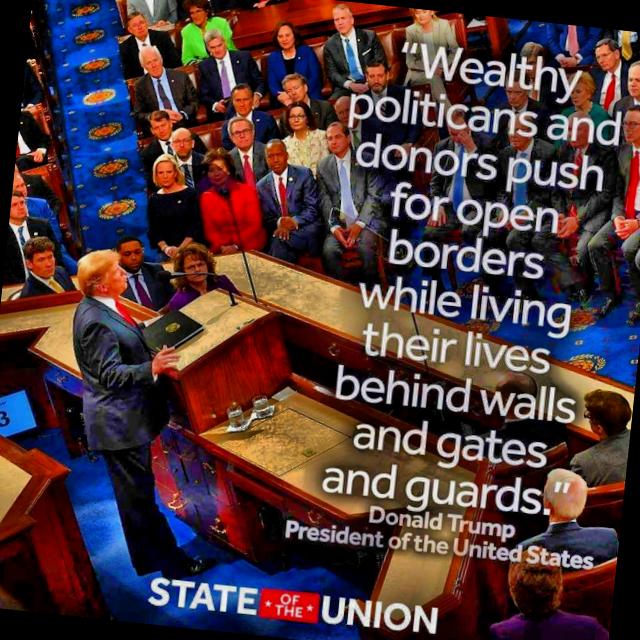 “Wealthy
politicans and
donors push
for open
borders
while living
their lives
behind walls
and gates
and guards.”
Donald Trump
President of the United States
STATE OF THE UNION
3